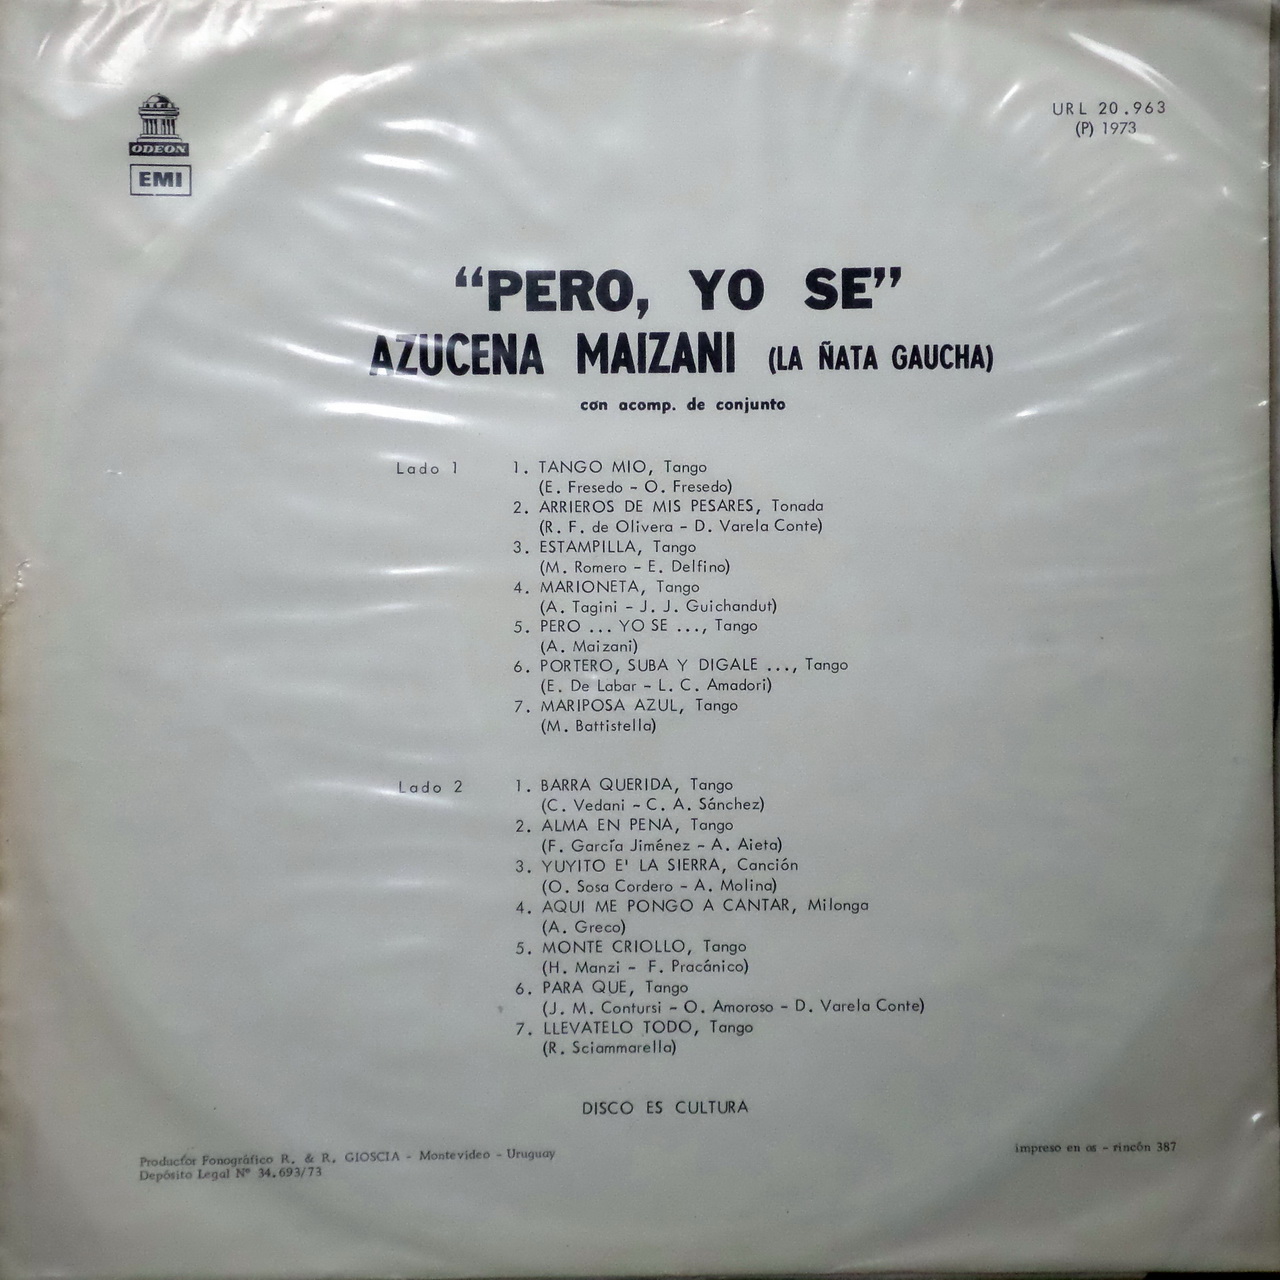 ODEON
EMI
URL 20.963
(P) 1973
“PERO, YO SE”
AZUCENA MAIZANI (LA ÑATA GAUCHA)
con acomp. de conjunto
Lado 1 1. TANGO MIO, Tango
(E. Fresedo - O. Fresedo)
2. ARRIEROS DE MIS PESARES, Tonada
(R. F. de Olivera - D. Varela Conte)
3. ESTAMPILLA, Tango
(M. Romero - E. Delfino)
4. MARIONETA, Tango
(A. Tagini - J. J. Guichandut)
5. PERO ... YO SE ..., Tango
(A. Maizani)
6. PORTERO, SUBA Y DIGALE ..., Tango
(E. De Labar - L. C. Amadori)
7. MARIPOSA AZUL, Tango
(M. Battistella)
Lado 2 1. BARRA QUERIDA, Tango
(C. Vedani - C. A. Sánchez)
2. ALMA EN PENA, Tango
(F. García Jiménez - A. Aieta)
3. YUYITO E' LA SIERRA, Canción
(O. Sosa Cordero - A. Molina)
4. AQUI ME PONGO A CANTAR, Milonga
(A. Greco)
5. MONTE CRIOLLO, Tango
(H. Manzi - F. Pracánico)
6. PARA QUE, Tango
(J. M. Contursi - O. Amoroso - D. Varela Conte)
7. LLEVATELO TODO, Tango
(R. Sciammarella)
DISCO ES CULTURA
Productor Fonográfico R. & R. GIOSCIA - Montevideo - Uruguay
Depósito Legal Nº 34.693/73
impreso en as - rincón 387